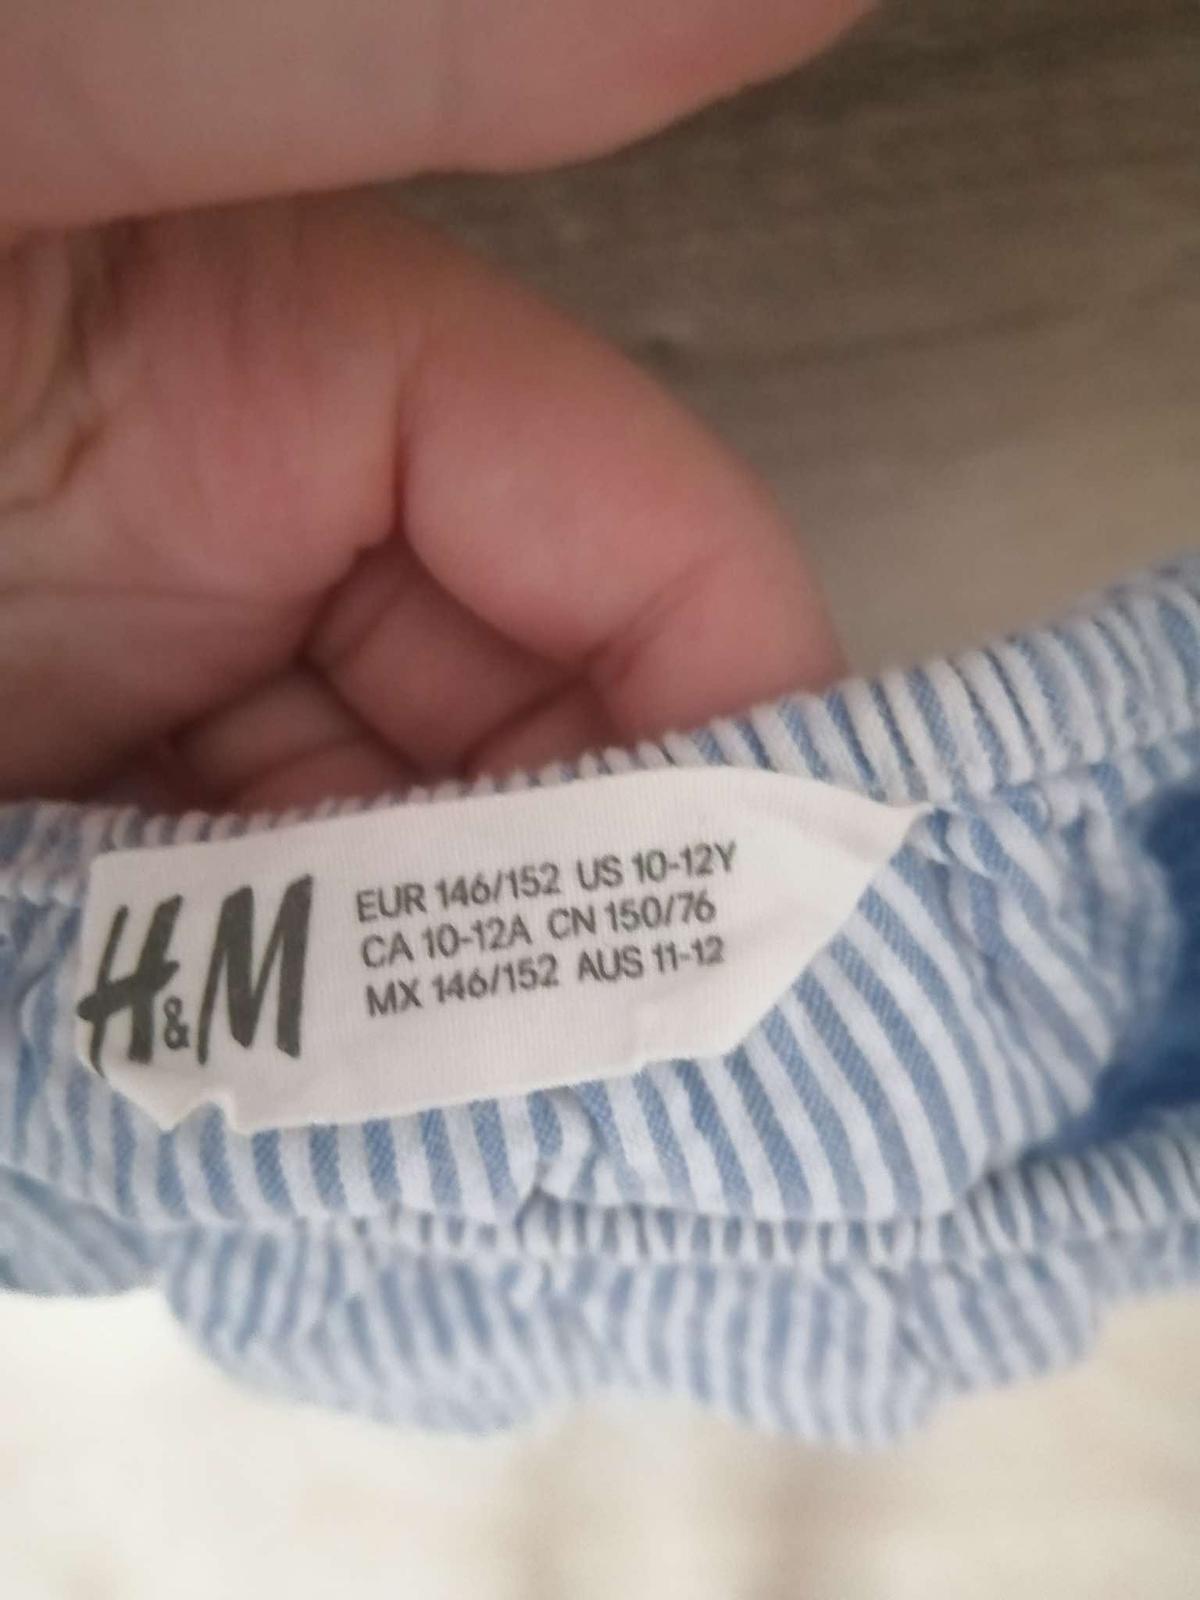 H&M
EUR 146/152 US 10-12Y
CA 10-12A CN 150/76
MX 146/152 AUS 11-12